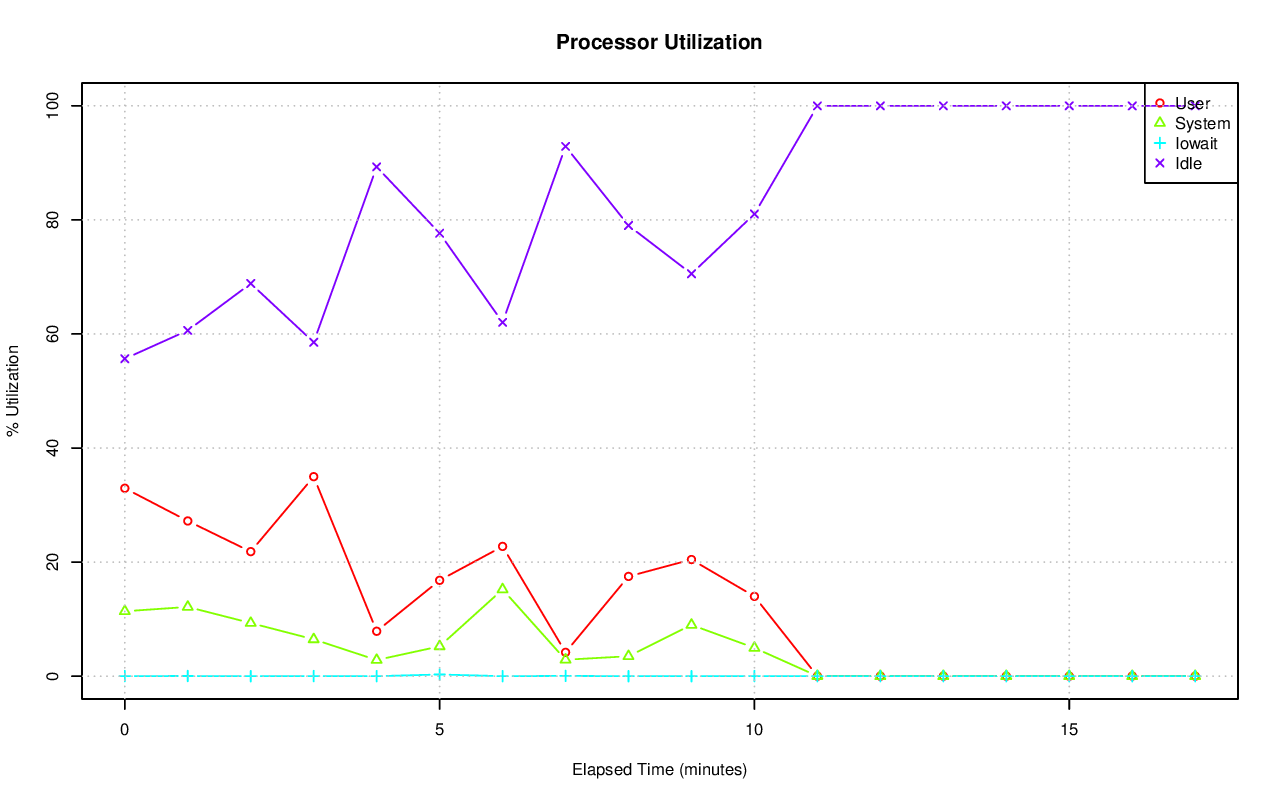 Processor Utilization
100
80
60
40
20
0
% Utilization
User
System
Iowait
Idle
0 5 10 15
Elapsed Time (minutes)